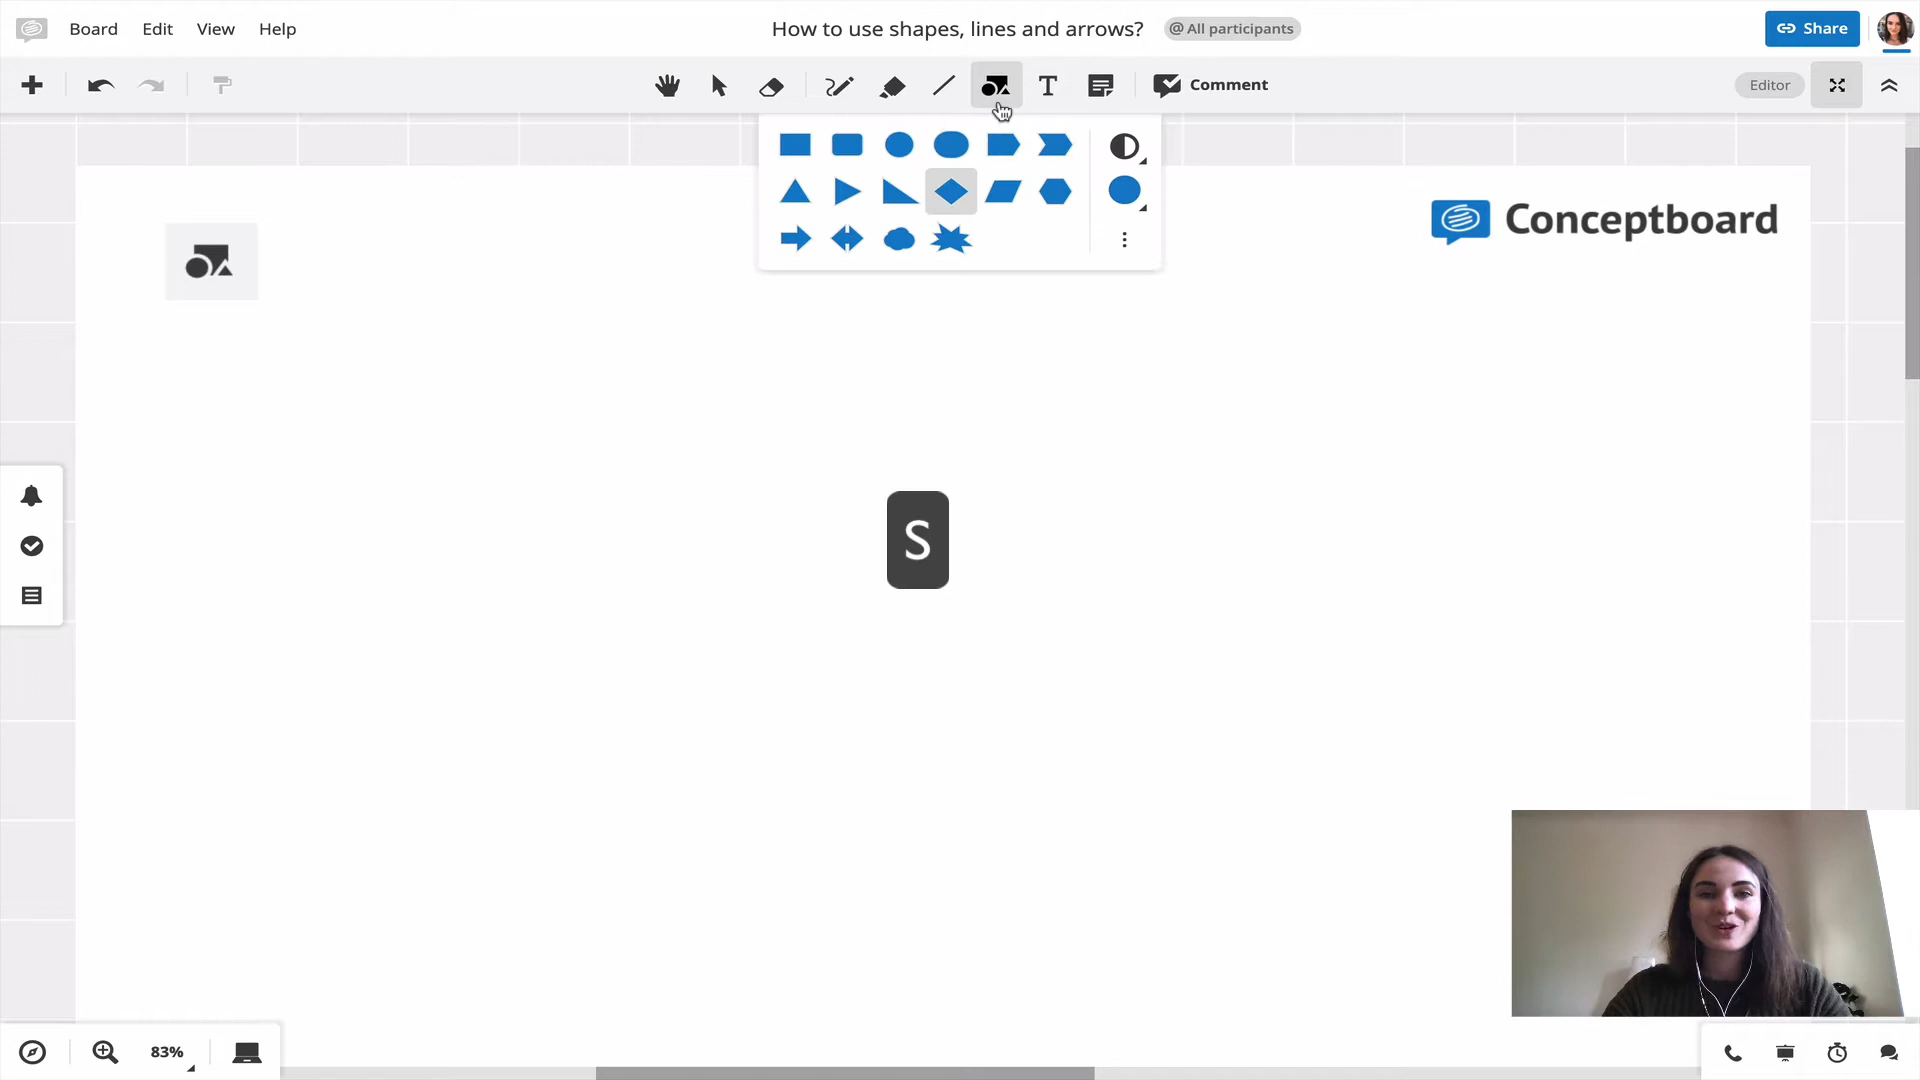 Board Edit View Help
How to use shapes, lines and arrows?
@ All participants
Share
T
Comment
Editor
Conceptboard
S
83%